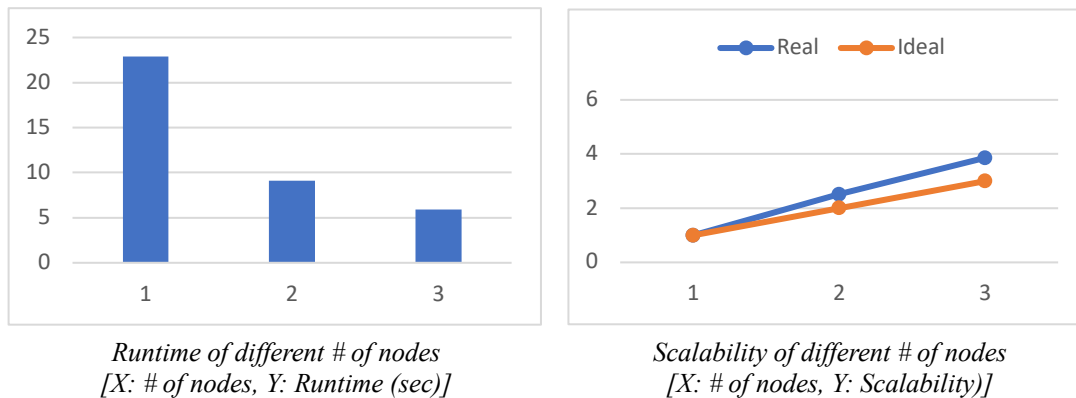 25
20
15
10
5
0
1 2 3
Runtime of different # of nodes
[X: # of nodes, Y: Runtime (sec)]
Real Ideal
6
4
2
0
1 2 3
Scalability of different # of nodes
[X: # of nodes, Y: Scalability)]